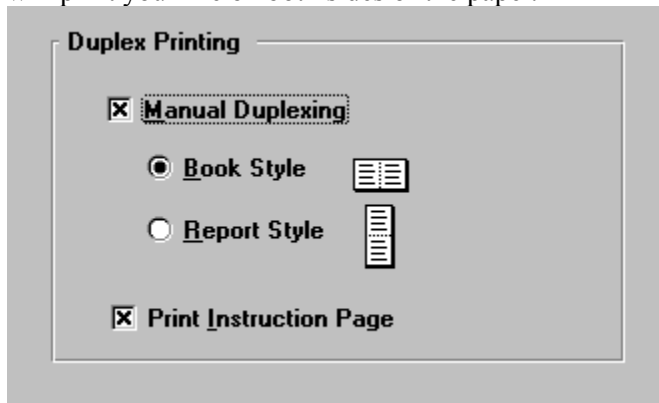 Duplex Printing
Manual Duplexing
Book Style
Report Style
Print Instruction Page